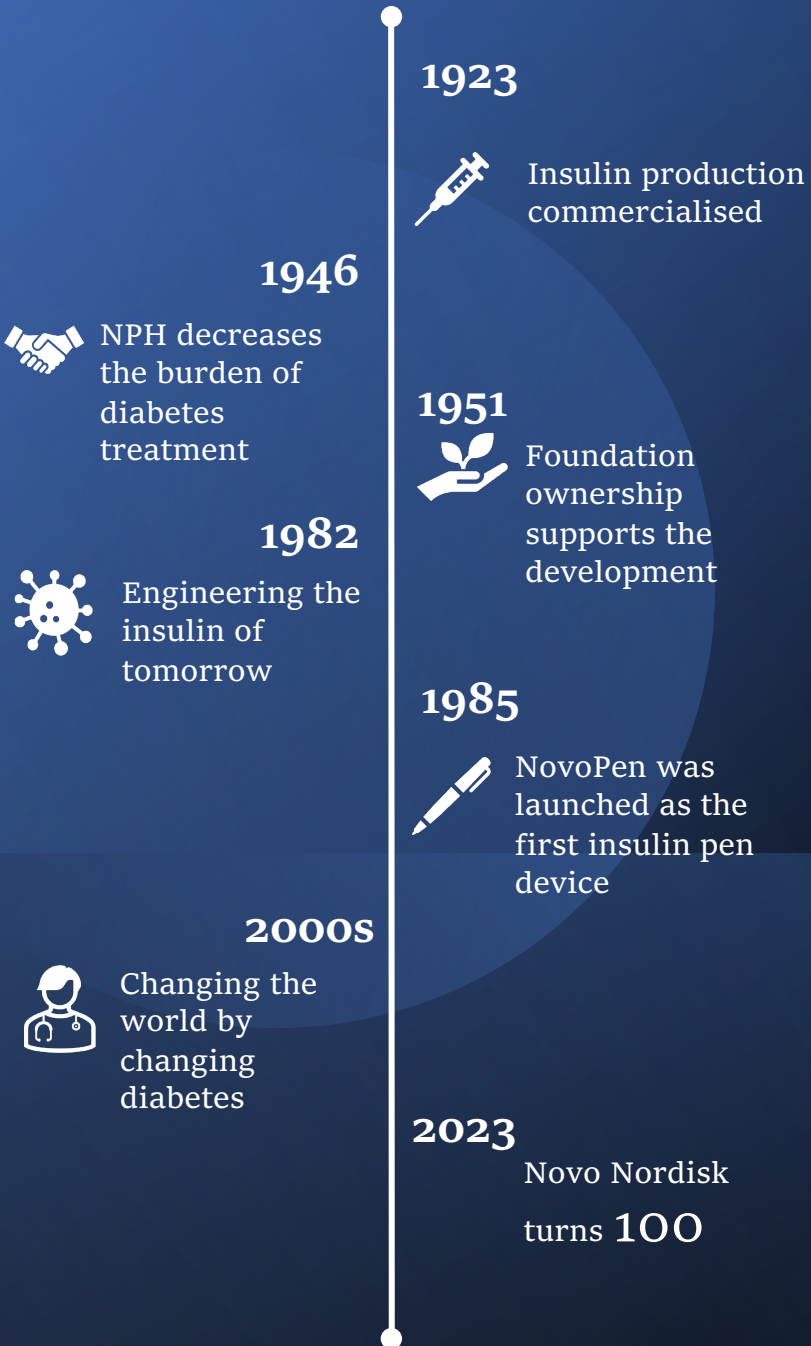 1923
Insulin production
commercialised
1946
NPH decreases
the burden of
diabetes
treatment
1951
Foundation
ownership
supports the
development
1982
Engineering the
insulin of
tomorrow
1985
NovoPen was
launched as the
first insulin pen
device
2000s
Changing the
world by
changing
diabetes
2023
Novo Nordisk
turns 100